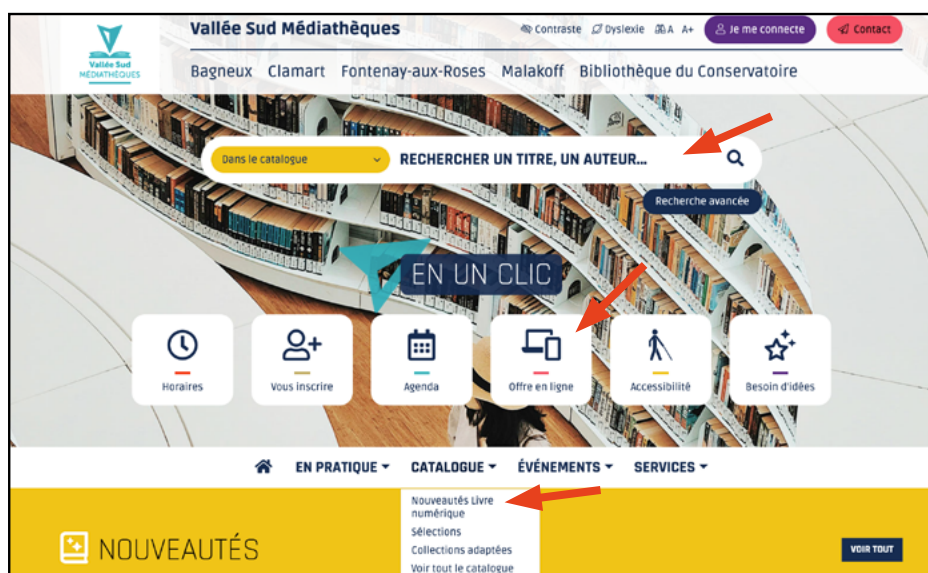 Vallée Sud
MÉDIATHÈQUES
Vallée Sud Médiathèques
Contraste Dyslexie A A+ Je me connecte Contact
Bagneux Clamart Fontenay-aux-Roses Malakoff Bibliothèque du Conservatoire
Dans le catalogue RECHERCHER UN TITRE, UN AUTEUR...
Recherche avancée
EN UN CLIC
Horaires Vous inscrire Agenda Offre en ligne Accessibilité Besoin d'idées
EN PRATIQUE CATALOGUE ÉVÉNEMENTS SERVICES
Nouveautés Livre
numérique
Sélections
Collections adaptées
Voir tout le catalogue
NOUVEAUTÉS
VOIR TOUT